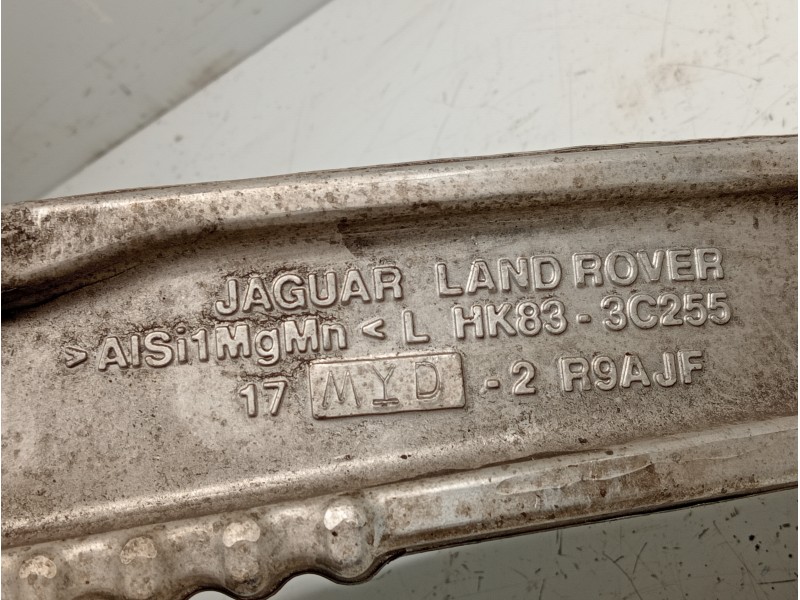 JAGUAR LAND ROVER
>AlSi1MgMn< L HK83-3C255
17 MYD -2 R9AJF